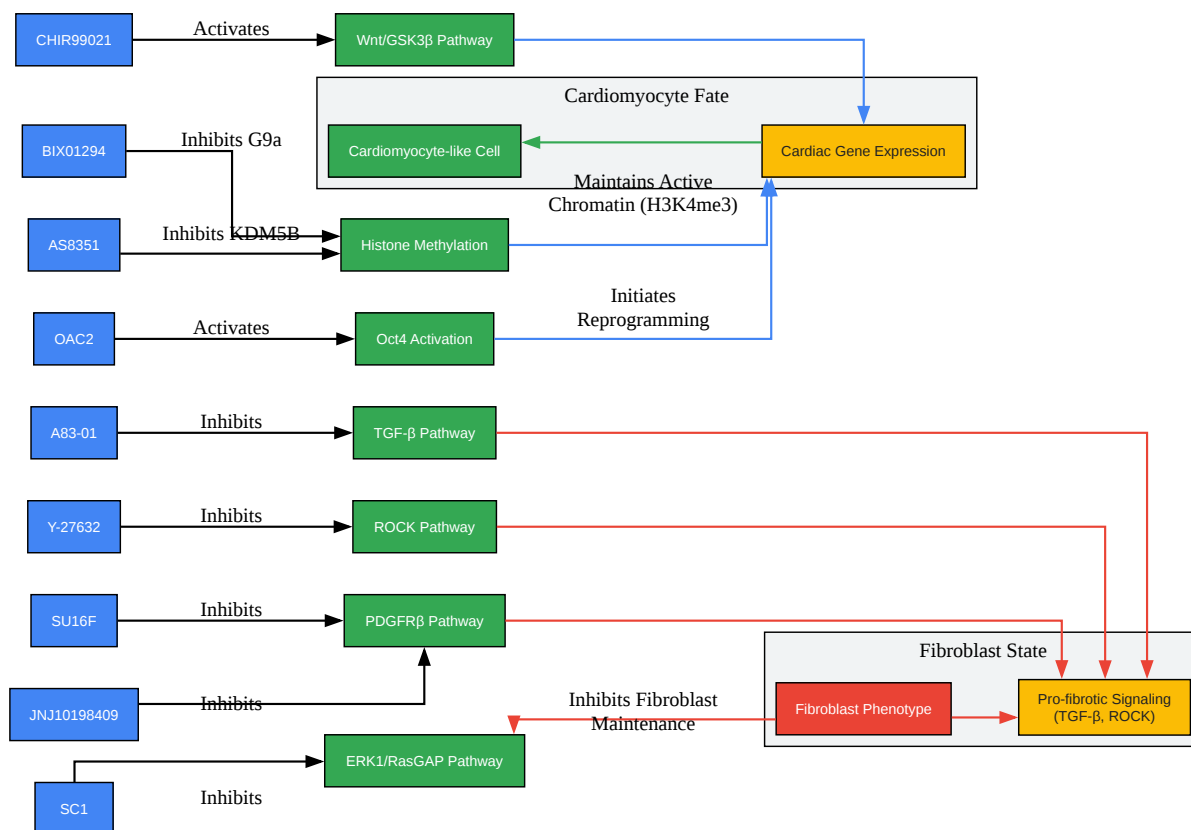 CHIR99021
Activates
Wnt/GSK3β Pathway
Cardiomyocyte Fate
BIX01294
Inhibits G9a
Cardiomyocyte-like Cell
Cardiac Gene Expression
Maintains Active
Chromatin (H3K4me3)
AS8351
Inhibits KDM5B
Histone Methylation
Initiates
Reprogramming
OAC2
Activates
Oct4 Activation
A83-01
Inhibits
TGF-β Pathway
Y-27632
Inhibits
ROCK Pathway
SU16F
Inhibits
PDGFRβ Pathway
Fibroblast State
JNJ10198409
Inhibits
Inhibits Fibroblast
Maintenance
Fibroblast Phenotype
Pro-fibrotic Signaling
(TGF-β, ROCK)
ERK1/RasGAP Pathway
SC1
Inhibits